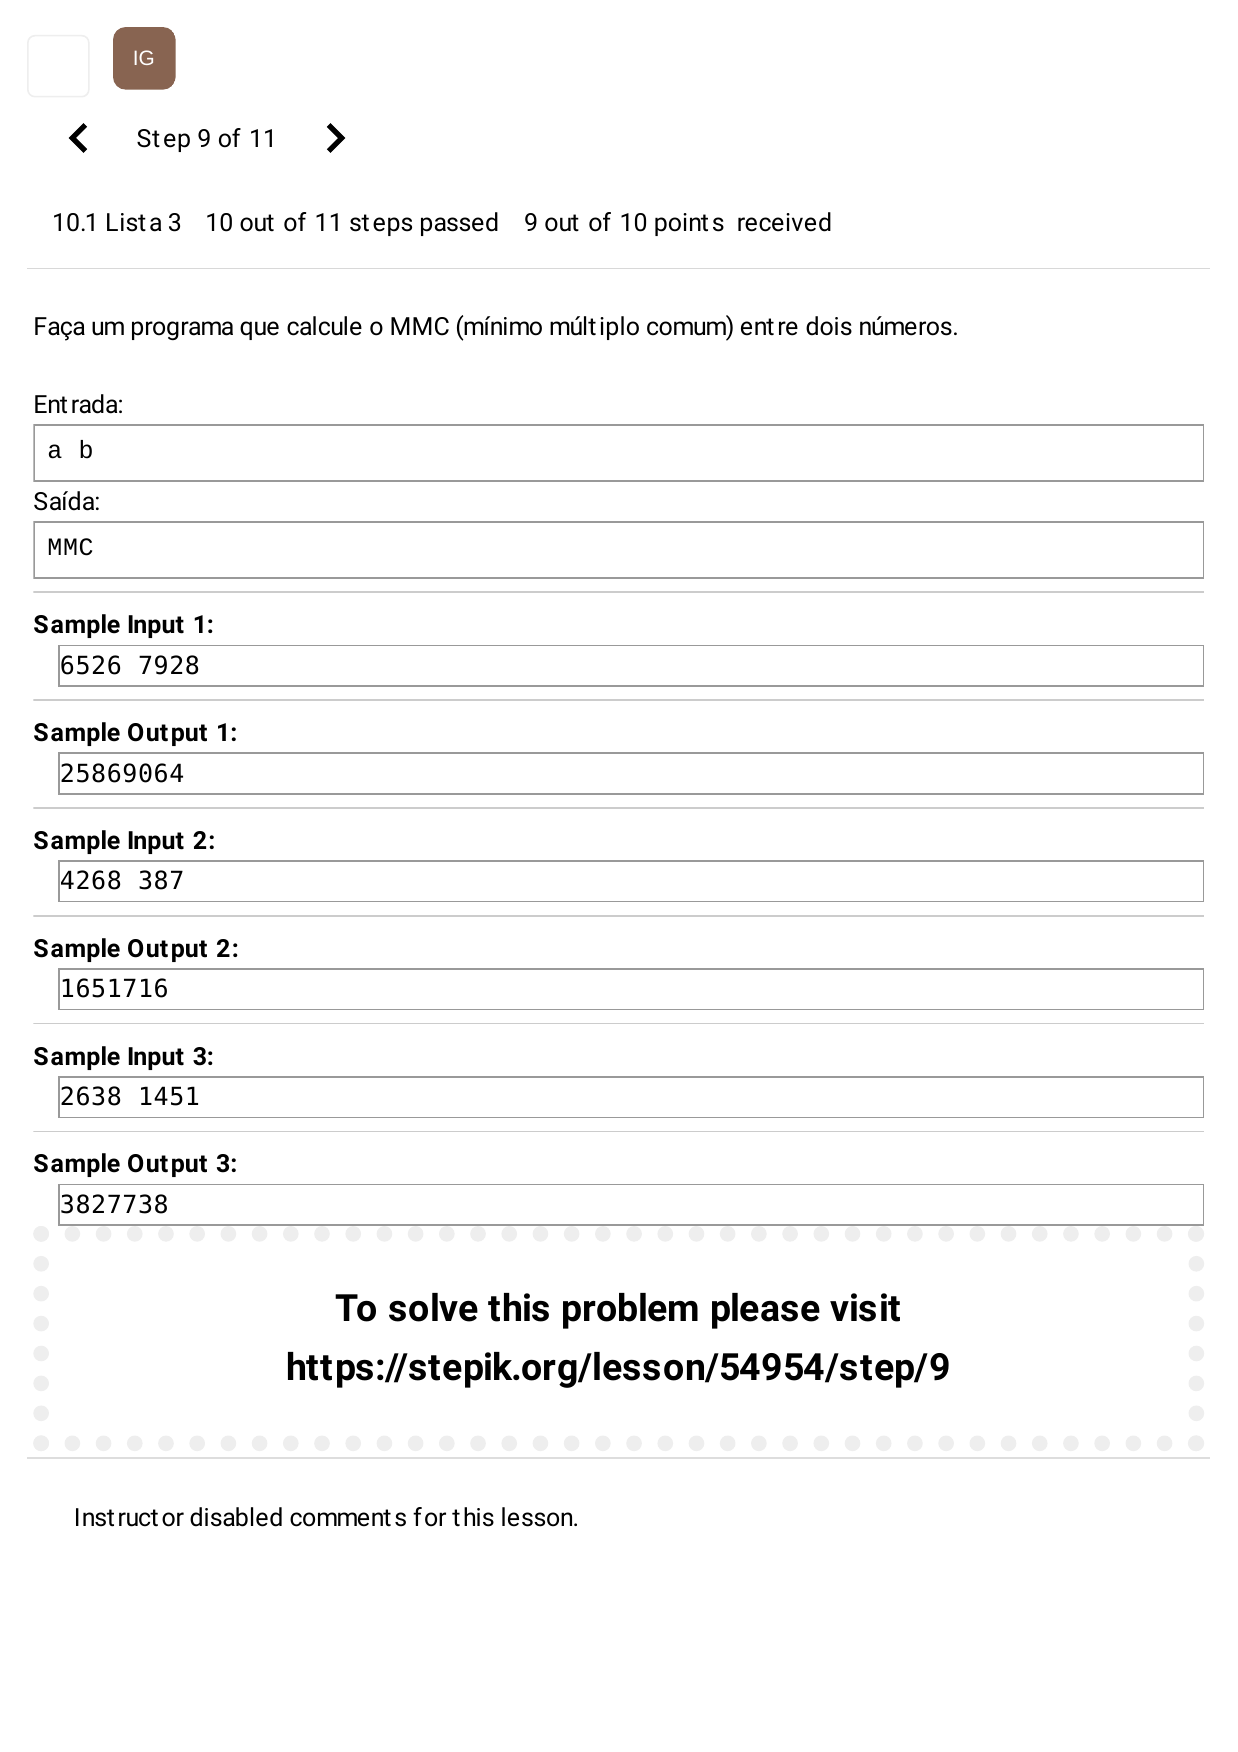 IG
Step 9 of 11
10.1 Lista 3 10 out of 11 steps passed 9 out of 10 points received
Faça um programa que calcule o MMC (mínimo múltiplo comum) entre dois números.
Entrada:
a b
Saída:
MMC
Sample Input 1:
6526 7928
Sample Output 1:
25869064
Sample Input 2:
4268 387
Sample Output 2:
1651716
Sample Input 3:
2638 1451
Sample Output 3:
3827738
To solve this problem please visit
https://stepik.org/lesson/54954/step/9
Instructor disabled comments for this lesson.